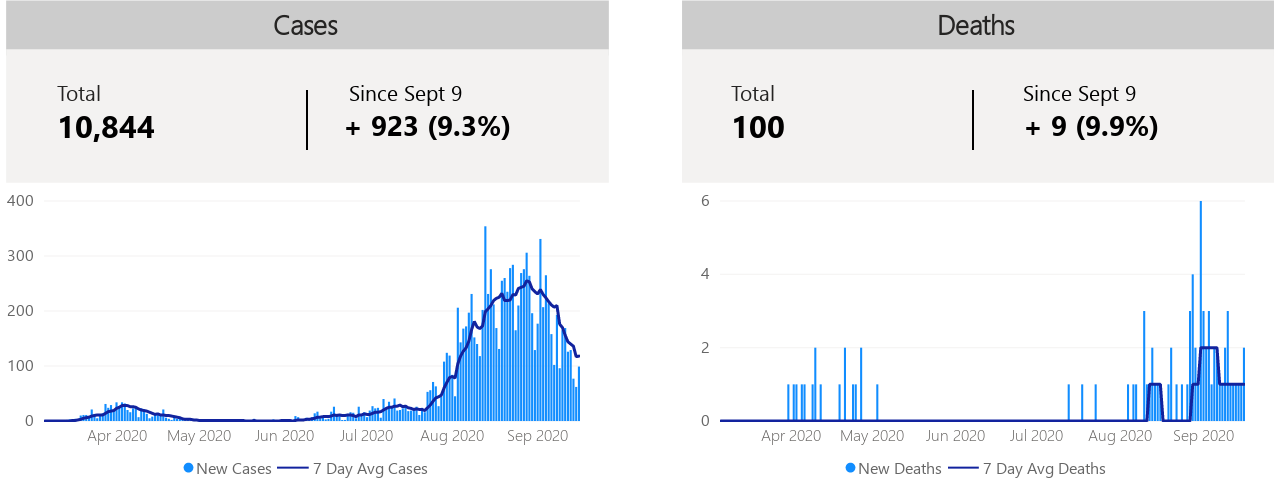 Cases
Total
10,844
Since Sept 9
+ 923 (9.3%)
400
300
200
100
0
Apr 2020 May 2020 Jun 2020 Jul 2020 Aug 2020 Sep 2020
New Cases 7 Day Avg Cases
Deaths
Total
100
Since Sept 9
+ 9 (9.9%)
6
4
2
0
Apr 2020 May 2020 Jun 2020 Jul 2020 Aug 2020 Sep 2020
New Deaths 7 Day Avg Deaths